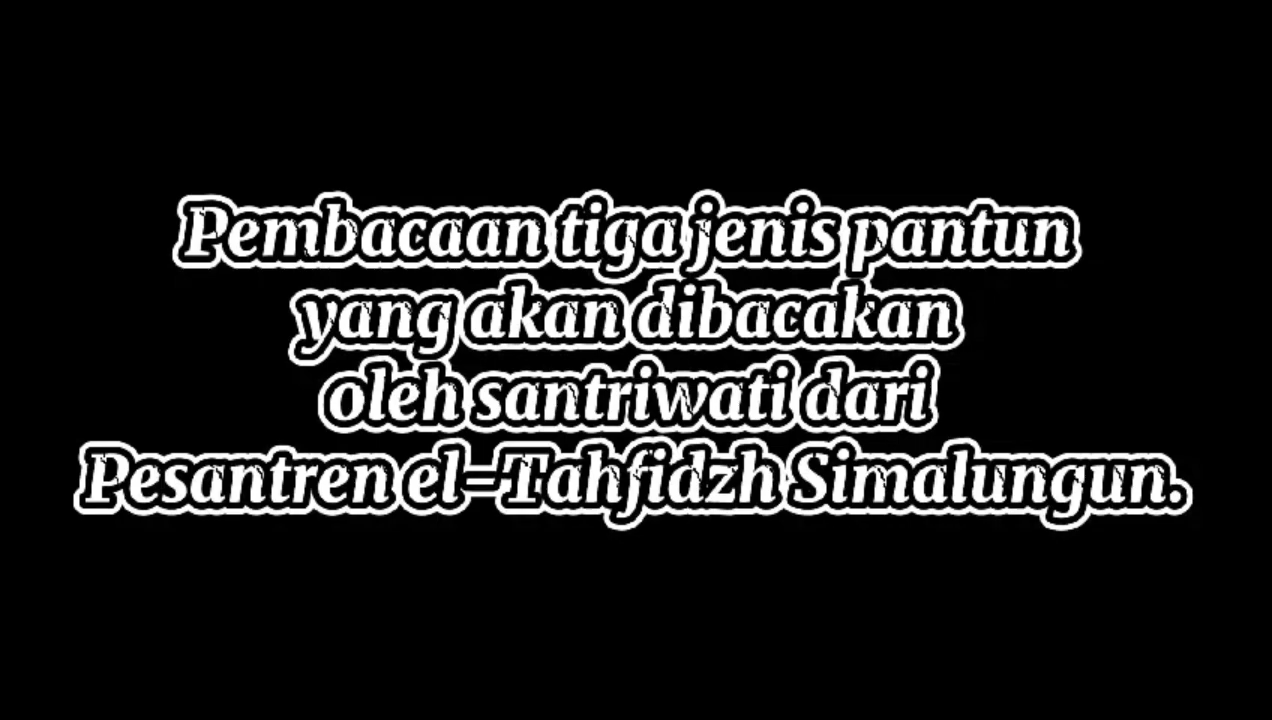 Pembacaan tiga jenis pantun
yang akan dibacakan
oleh santriwati dari
Pesantren el-Tahfidzh Simalungun.